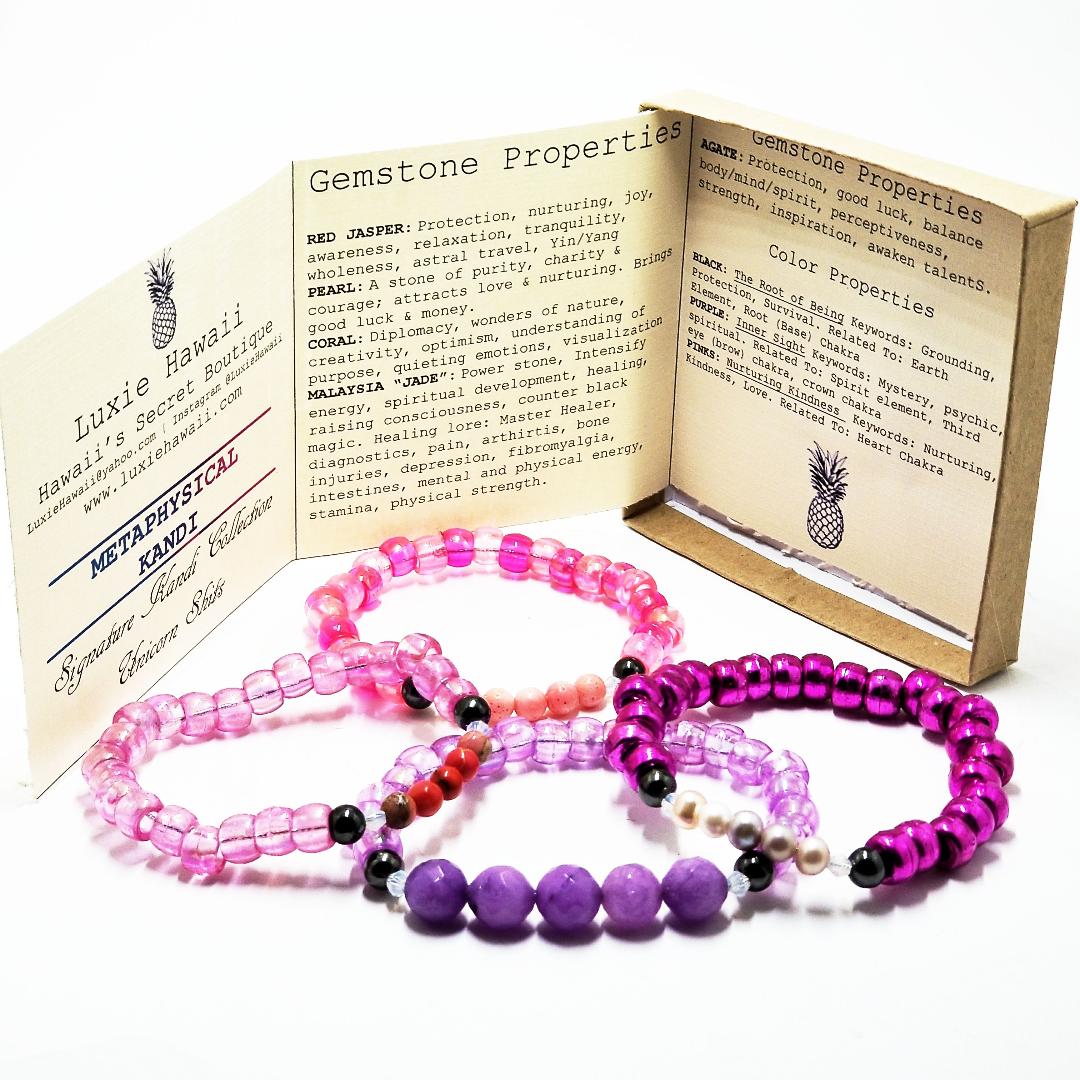 Luxie Hawaii
Hawaii's Secret Boutique
LuxieHawaii@yahoo.com | Instagram @LuxieHawaii
www.luxiehawaii.com
METAPHYSICAL
KANDI
Signature Kandi Collection
Unicorn Shits
Gemstone Properties
RED JASPER: Protection, nurturing, joy,
awareness, relaxation, tranquility,
wholeness, astral travel, Yin/Yang
PEARL: A stone of purity, charity &
courage; attracts love & nurturing. Brings
good luck & money.
CORAL: Diplomacy, wonders of nature,
creativity, optimism, understanding of
purpose, quieting emotions, visualization
MALAYSIA "JADE": Power stone, Intensify
energy, spiritual development, healing,
raising consciousness, counter black
magic. Healing lore: Master Healer,
diagnostics, pain, arthirtis, bone
injuries, depression, fibromyalgia,
intestines, mental and physical energy,
stamina, physical strength.
Gemstone Properties
AGATE: Protection, good luck, balance
body/mind/spirit, perceptiveness,
strength, inspiration, awaken talentS.
Color Properties
BLACK: The Root of Being Keywords: Grounding,
Protection, Survival. Related To: Earth
Element, Root (Base) chakra
PURPLE: Inner Sight Keywords: Mystery, psychic,
spiritual. Related To: Spirit element, Third
eye (brow) chakra, crown chakra
PINKS: Nurturing Kindness Keywords: Nurturing,
Kindness, Love. Related To: Heart Chakra